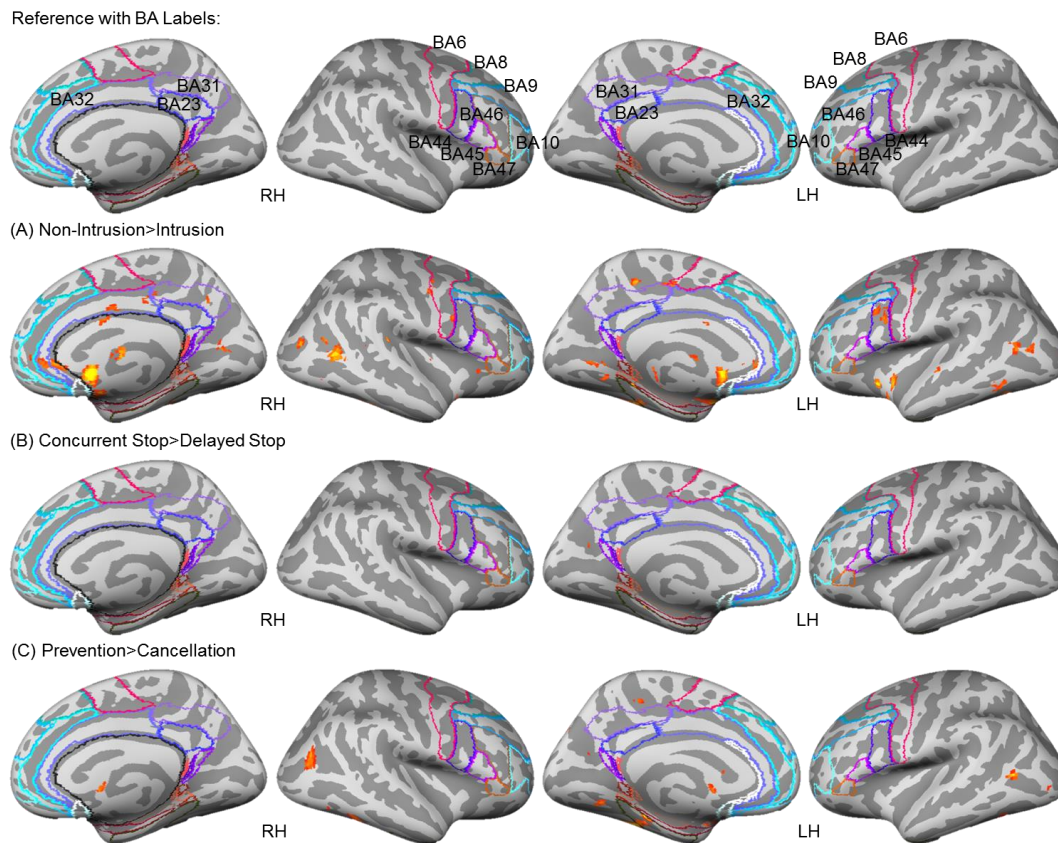 Reference with BA Labels:
BA32 BA31 BA23
BA6 BA8 BA9 BA46 BA44 BA45 BA10 BA47
BA31 BA23 BA32
BA6 BA8 BA9 BA46 BA10 BA44 BA45 BA47
RH LH
(A) Non-Intrusion>Intrusion
RH LH
(B) Concurrent Stop>Delayed Stop
RH LH
(C) Prevention>Cancellation
RH LH